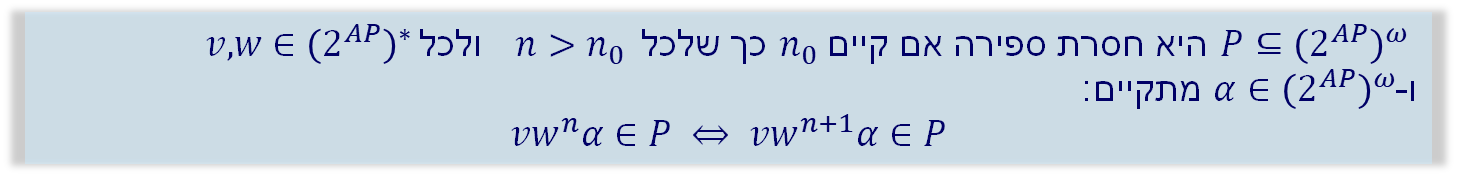 P ⊆ (2^{AP})^ω היא חסרת ספירה אם קיים n₀ כך שלכל n > n₀ ולכל v,w ∈ (2^{AP})^*
ו-α ∈ (2^{AP})^ω מתקיים:
vw^nα ∈ P ⇔ vw^{n+1}α ∈ P